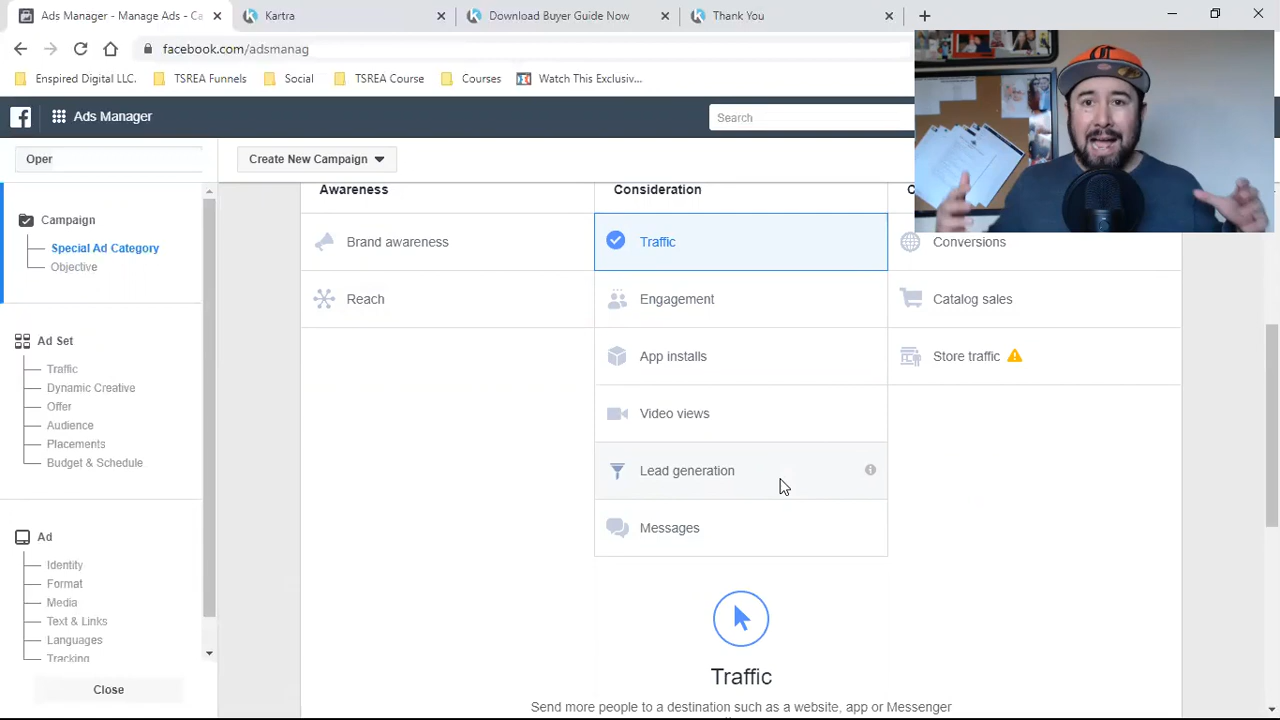 Ads Manager - Manage Ads - Ca
Kartra
Download Buyer Guide Now
Thank You
facebook.com/adsmanag
Enspired Digital LLC.
TSREA Funnels
Social
TSREA Course
Courses
Watch This Exclusiv...
Ads Manager
Search
Oper
Create New Campaign
Campaign
Special Ad Category
Objective
Ad Set
Traffic
Dynamic Creative
Offer
Audience
Placements
Budget & Schedule
Ad
Identity
Format
Media
Text & Links
Languages
Tracking
Close
Awareness
Consideration
Brand awareness
Traffic
Conversions
Reach
Engagement
Catalog sales
App installs
Store traffic
Video views
Lead generation
Messages
Traffic
Send more people to a destination such as a website, app or Messenger